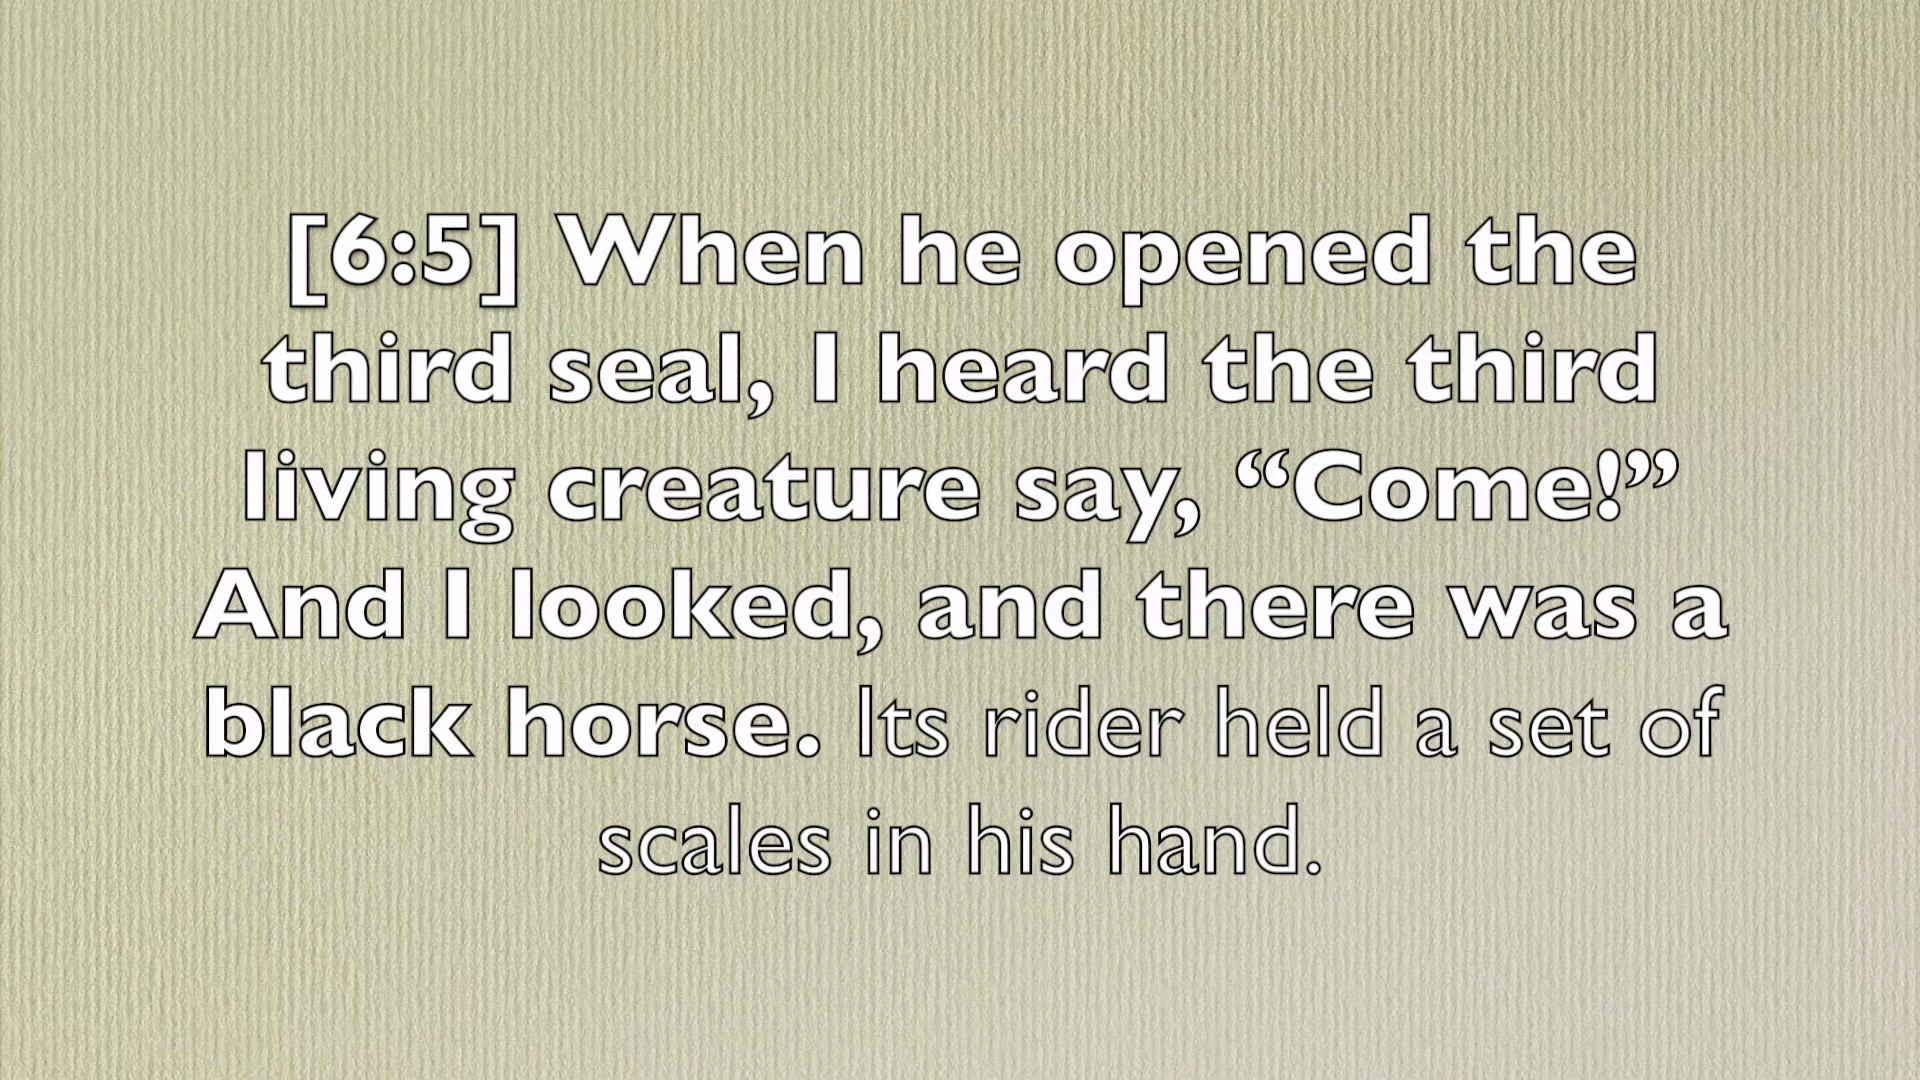 [6:5] When he opened the
third seal, I heard the third
living creature say, “Come!”
And I looked, and there was a
black horse. Its rider held a set of
scales in his hand.